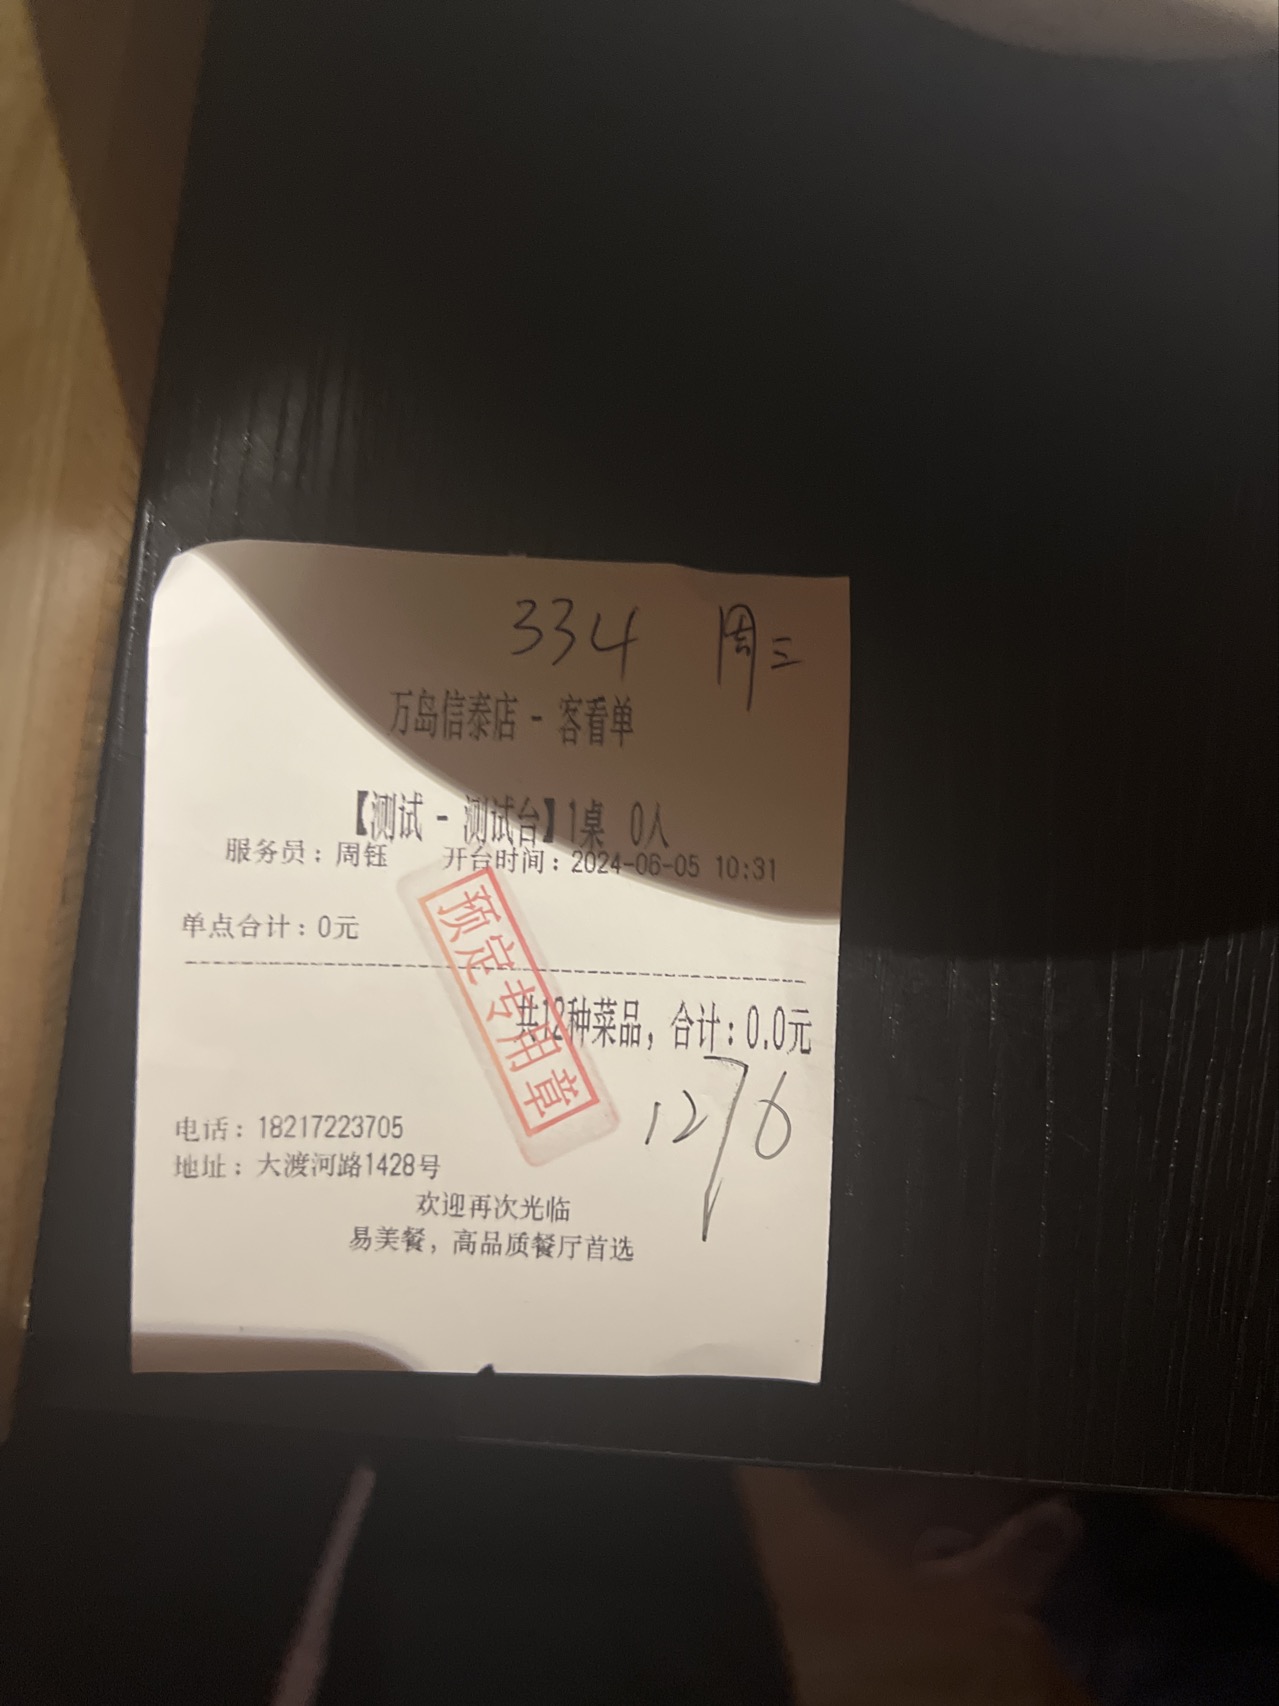 334 周三
万岛信泰店 - 客看单
【测试 - 测试台】1桌 0人
服务员：周钰 开台时间：2024-06-05 10:31
单点合计：0元
预定专用章
共12种菜品，合计：0.0元
12/6
电话：18217223705
地址：大渡河路1428号
欢迎再次光临
易美餐，高品质餐厅首选